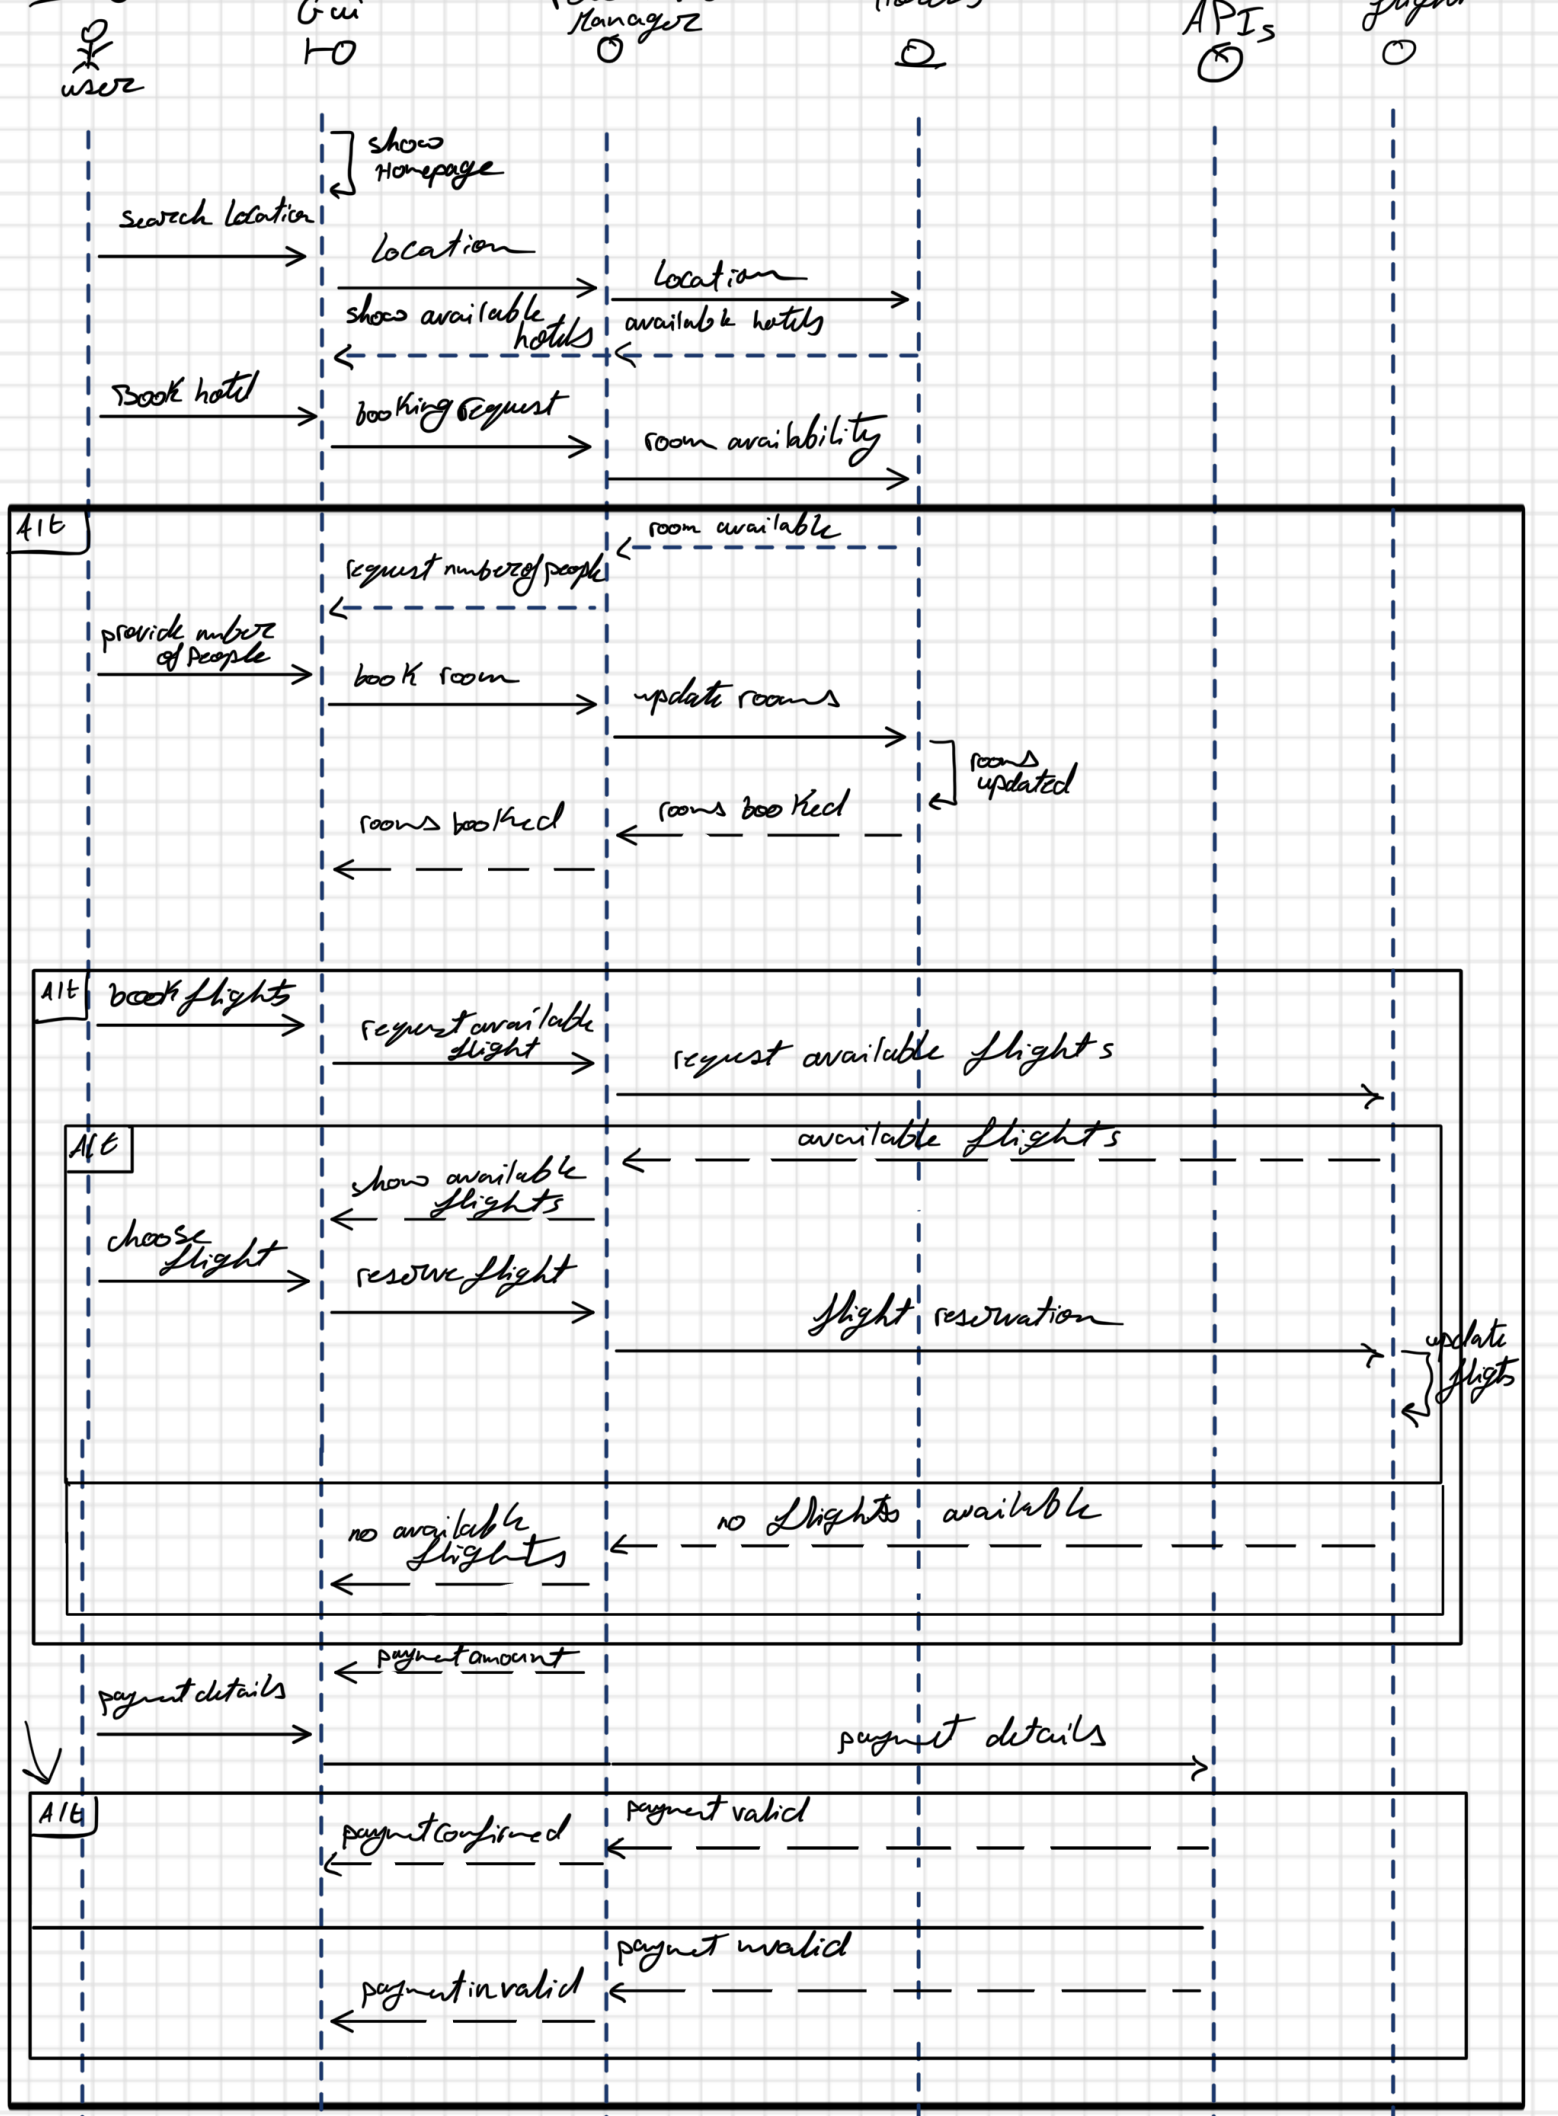 Gui
Manager
APIs
user
show
Homepage
search Location
Location
Location
show available
hotels
available hotels
Book hotel
booking request
room availability
Alt
room available
request number of people
provide number
of people
book room
update rooms
rooms
updated
rooms booked
rooms booked
Alt
book flights
request available
flight
request available flights
Alt
available flights
show available
flights
choose
flight
reserve flight
flight reservation
update
fligts
no flights available
no available
flights
payment amount
payment details
paymet details
Alt
payment valid
paymet confirmed
paymet invalid
payment invalid